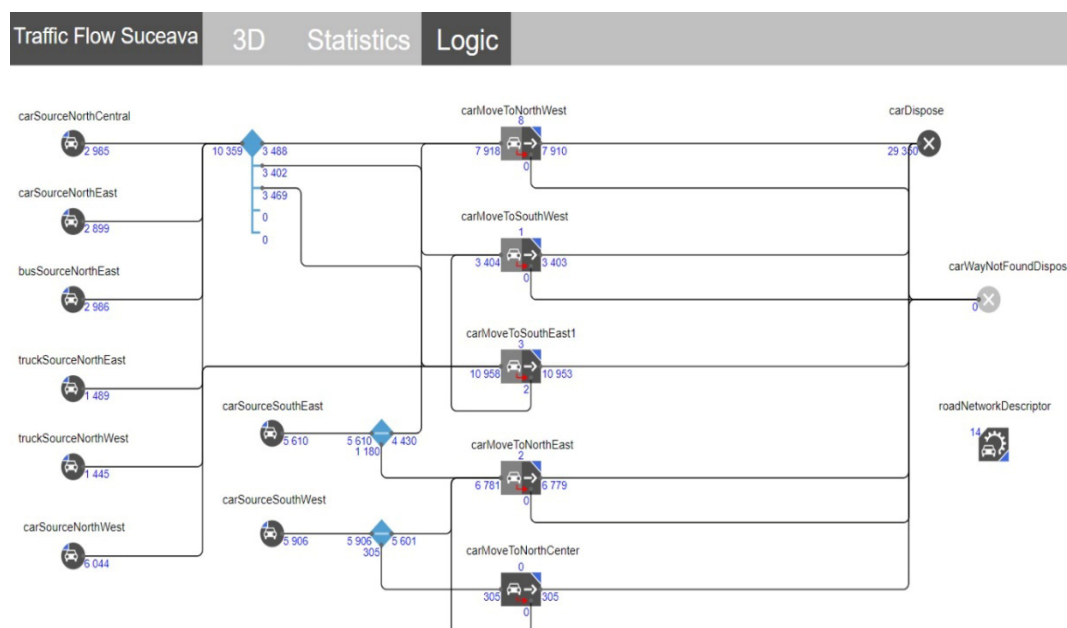 Traffic Flow Suceava 3D Statistics Logic
carSourceNorthCentral
2 985
carSourceNorthEast
2 899
busSourceNorthEast
2 986
truckSourceNorthEast
1 489
truckSourceNorthWest
1 445
carSourceNorthWest
6 044
10 359 3 488
3 402
3 469
0
0
carSourceSouthEast
5 610 5 610 4 430
1 180
carSourceSouthWest
5 906 5 906 5 601
305
carMoveToNorthWest
8
7 918 7 910
0
carMoveToSouthWest
1
3 404 3 403
0
carMoveToSouthEast1
3
10 958 10 953
2
carMoveToNorthEast
2
6 781 6 779
0
carMoveToNorthCenter
0
305 305
0
carDispose
29 350
carWayNotFoundDispos
0
roadNetworkDescriptor
14